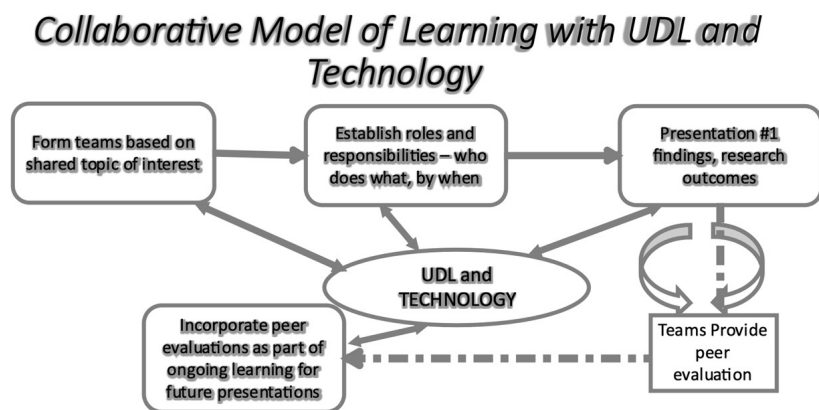 Collaborative Model of Learning with UDL and
Technology
Form teams based on
shared topic of interest
Establish roles and
responsibilities – who
does what, by when
Presentation #1
findings, research
outcomes
UDL and
TECHNOLOGY
Incorporate peer
evaluations as part of
ongoing learning for
future presentations
Teams Provide
peer
evaluation